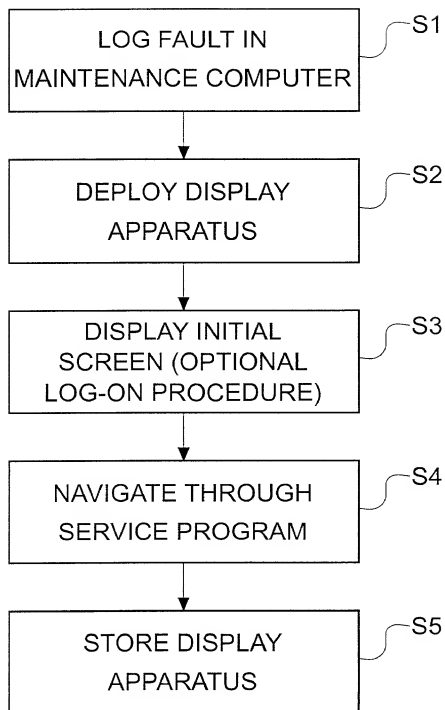 LOG FAULT IN
MAINTENANCE COMPUTER
S1
DEPLOY DISPLAY
APPARATUS
S2
DISPLAY INITIAL
SCREEN (OPTIONAL
LOG-ON PROCEDURE)
S3
NAVIGATE THROUGH
SERVICE PROGRAM
S4
STORE DISPLAY
APPARATUS
S5